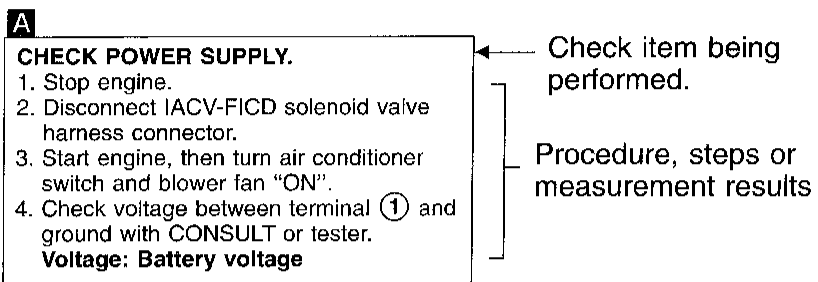 A
CHECK POWER SUPPLY.
1. Stop engine.
2. Disconnect IACV-FICD solenoid valve
harness connector.
3. Start engine, then turn air conditioner
switch and blower fan “ON”.
4. Check voltage between terminal ① and
ground with CONSULT or tester.
Voltage: Battery voltage
Check item being
performed.
Procedure, steps or
measurement results